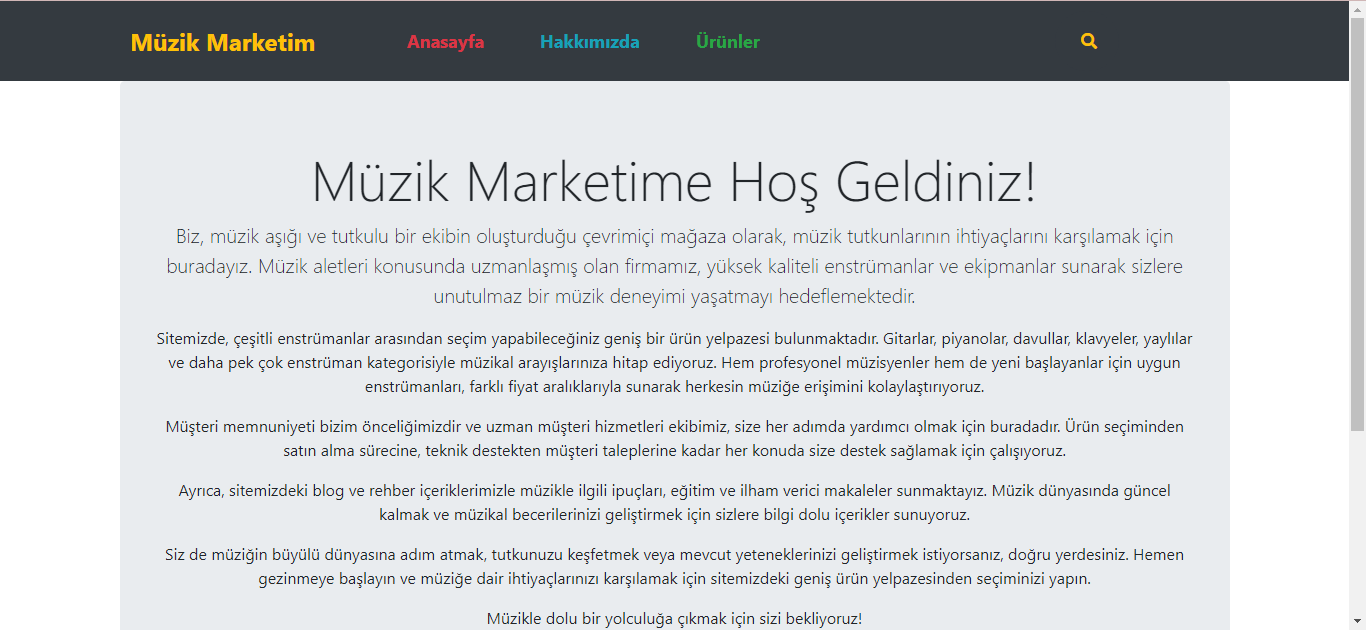 Müzik Marketim
Anasayfa
Hakkımızda
Ürünler
Müzik Marketime Hoş Geldiniz!
Biz, müzik aşığı ve tutkulu bir ekibin oluşturduğu çevrimiçi mağaza olarak, müzik tutkunlarının ihtiyaçlarını karşılamak için
buradayız. Müzik aletleri konusunda uzmanlaşmış olan firmamız, yüksek kaliteli enstrümanlar ve ekipmanlar sunarak sizlere
unutulmaz bir müzik deneyimi yaşatmayı hedeflemektedir.
Sitemizde, çeşitli enstrümanlar arasından seçim yapabileceğiniz geniş bir ürün yelpazesi bulunmaktadır. Gitarlar, piyanolar, davullar, klavyeler, yaylılar
ve daha pek çok enstrüman kategorisiyle müzikal arayışlarınıza hitap ediyoruz. Hem profesyonel müzisyenler hem de yeni başlayanlar için uygun
enstrümanları, farklı fiyat aralıklarıyla sunarak herkesin müziğe erişimini kolaylaştırıyoruz.
Müşteri memnuniyeti bizim önceliğimizdir ve uzman müşteri hizmetleri ekibimiz, size her adımda yardımcı olmak için buradadır. Ürün seçiminden
satın alma sürecine, teknik destekten müşteri taleplerine kadar her konuda size destek sağlamak için çalışıyoruz.
Ayrıca, sitemizdeki blog ve rehber içeriklerimizle müzikle ilgili ipuçları, eğitim ve ilham verici makaleler sunmaktayız. Müzik dünyasında güncel
kalmak ve müzikal becerilerinizi geliştirmek için sizlere bilgi dolu içerikler sunuyoruz.
Siz de müziğin büyülü dünyasına adım atmak, tutkunuzu keşfetmek veya mevcut yeteneklerinizi geliştirmek istiyorsanız, doğru yerdesiniz. Hemen
gezinmeye başlayın ve müziğe dair ihtiyaçlarınızı karşılamak için sitemizdeki geniş ürün yelpazesinden seçiminizi yapın.
Müzikle dolu bir yolculuğa çıkmak için sizi bekliyoruz!